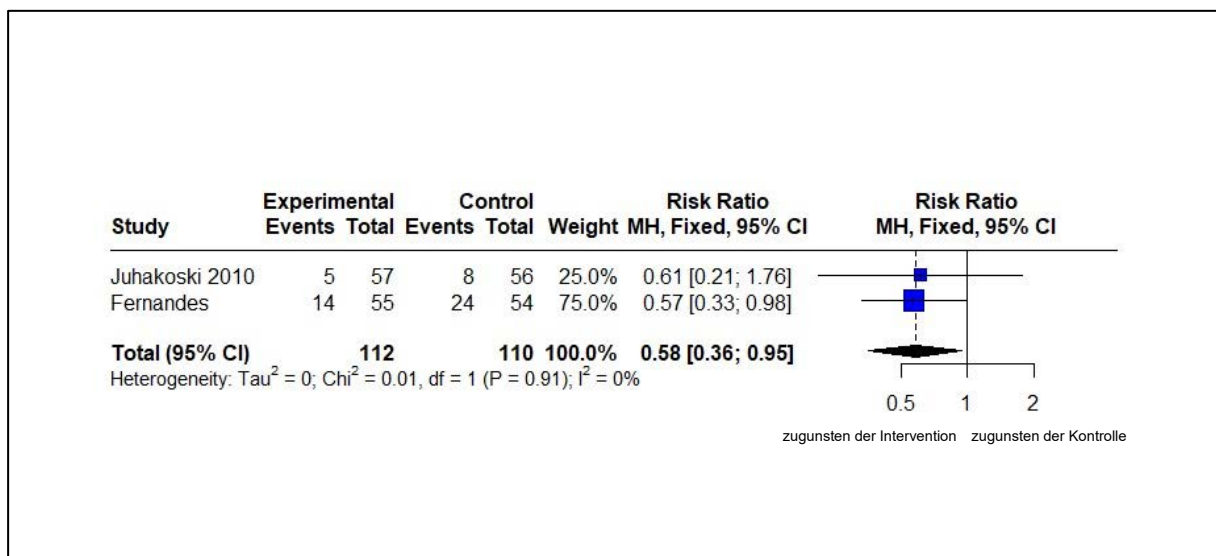 Experimental Control Risk Ratio Risk Ratio
Study Events Total Events Total Weight MH, Fixed, 95% CI MH, Fixed, 95% CI
Juhakoski 2010 5 57 8 56 25.0% 0.61 [0.21; 1.76]
Fernandes 14 55 24 54 75.0% 0.57 [0.33; 0.98]
Total (95% CI) 112 110 100.0% 0.58 [0.36; 0.95]
Heterogeneity: Tau² = 0; Chi² = 0.01, df = 1 (P = 0.91); I² = 0%
0.5 1 2
zugunsten der Intervention zugunsten der Kontrolle